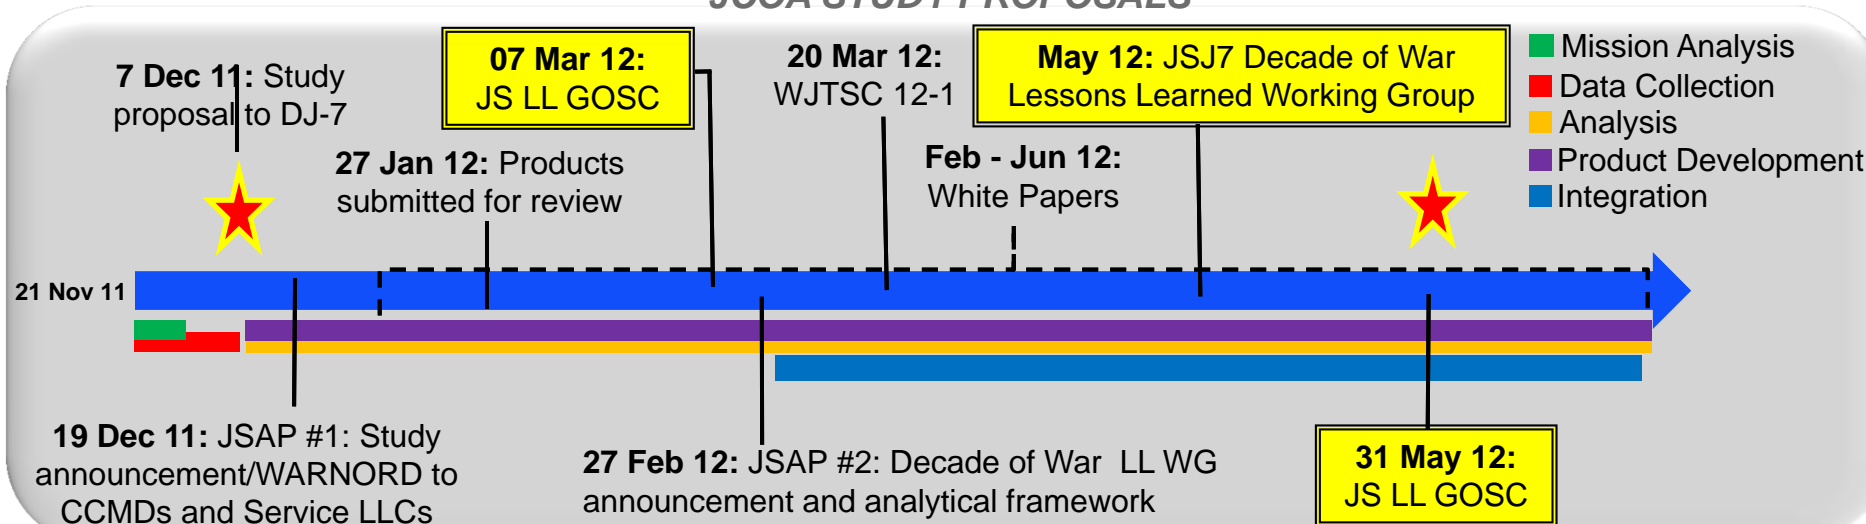 JCOA STUDY PROPOSALS
7 Dec 11: Study
proposal to DJ-7
07 Mar 12:
JS LL GOSC
20 Mar 12:
WJTSC 12-1
May 12: JSJ7 Decade of War
Lessons Learned Working Group
Mission Analysis
Data Collection
Analysis
Product Development
Integration
27 Jan 12: Products
submitted for review
Feb - Jun 12:
White Papers
21 Nov 11
19 Dec 11: JSAP #1: Study
announcement/WARNORD to
CCMDs and Service LLCs
27 Feb 12: JSAP #2: Decade of War LL WG
announcement and analytical framework
31 May 12:
JS LL GOSC